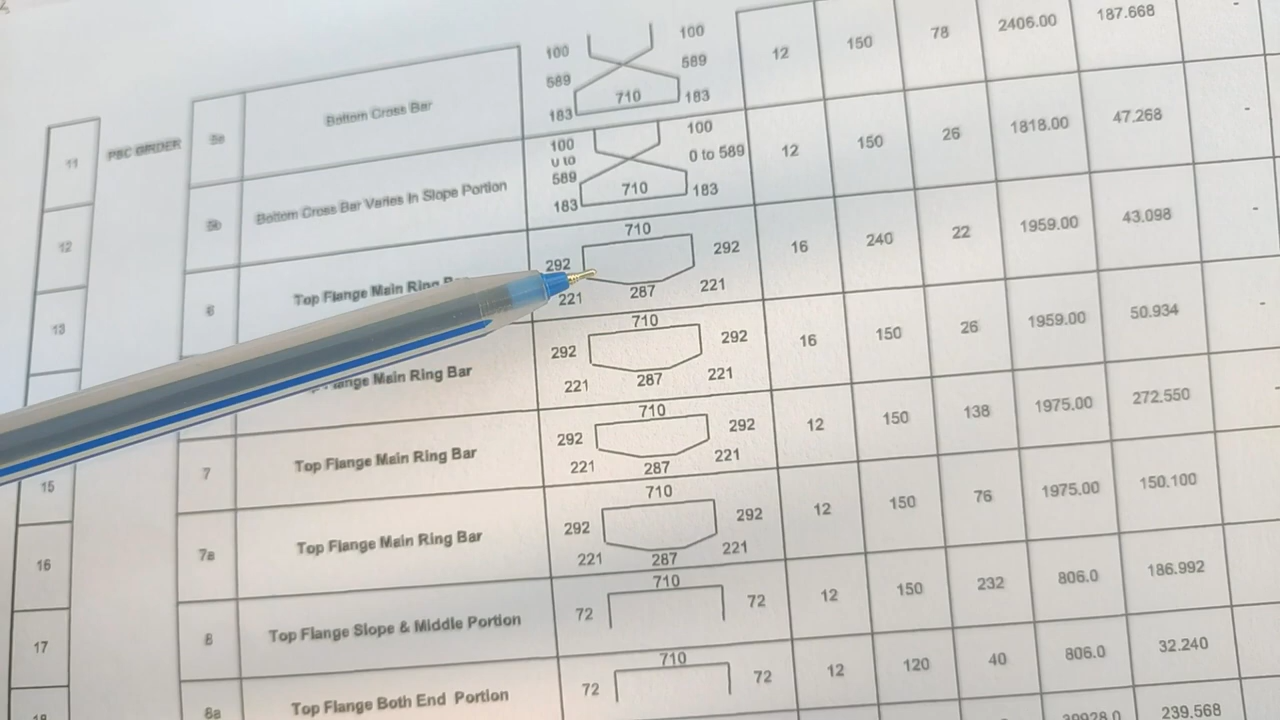 100 100
589 589
710
183 183
11 PSC GIRDER 5a Bottom Cross Bar 12 150 78 2406.00 187.668 -
100 100
0 to 0 to 589
589
710
183 183
12 5b Bottom Cross Bar Varies In Slope Portion 12 150 26 1818.00 47.268 -
710
292 292
221 287 221
13 6 Top Flange Main Ring 16 240 22 1959.00 43.098 -
710
292 292
221 287 221
Main Ring Bar 16 150 26 1959.00 50.934 -
710
292 292
221 287 221
15 7 Top Flange Main Ring Bar 12 150 138 1975.00 272.550 -
710
292 292
221 287 221
16 7a Top Flange Main Ring Bar 12 150 76 1975.00 150.100
710
72 72
17 8 Top Flange Slope & Middle Portion 12 150 232 806.0 186.992
710
72 72
18 8a Top Flange Both End Portion 12 120 40 806.0 32.240
239.568